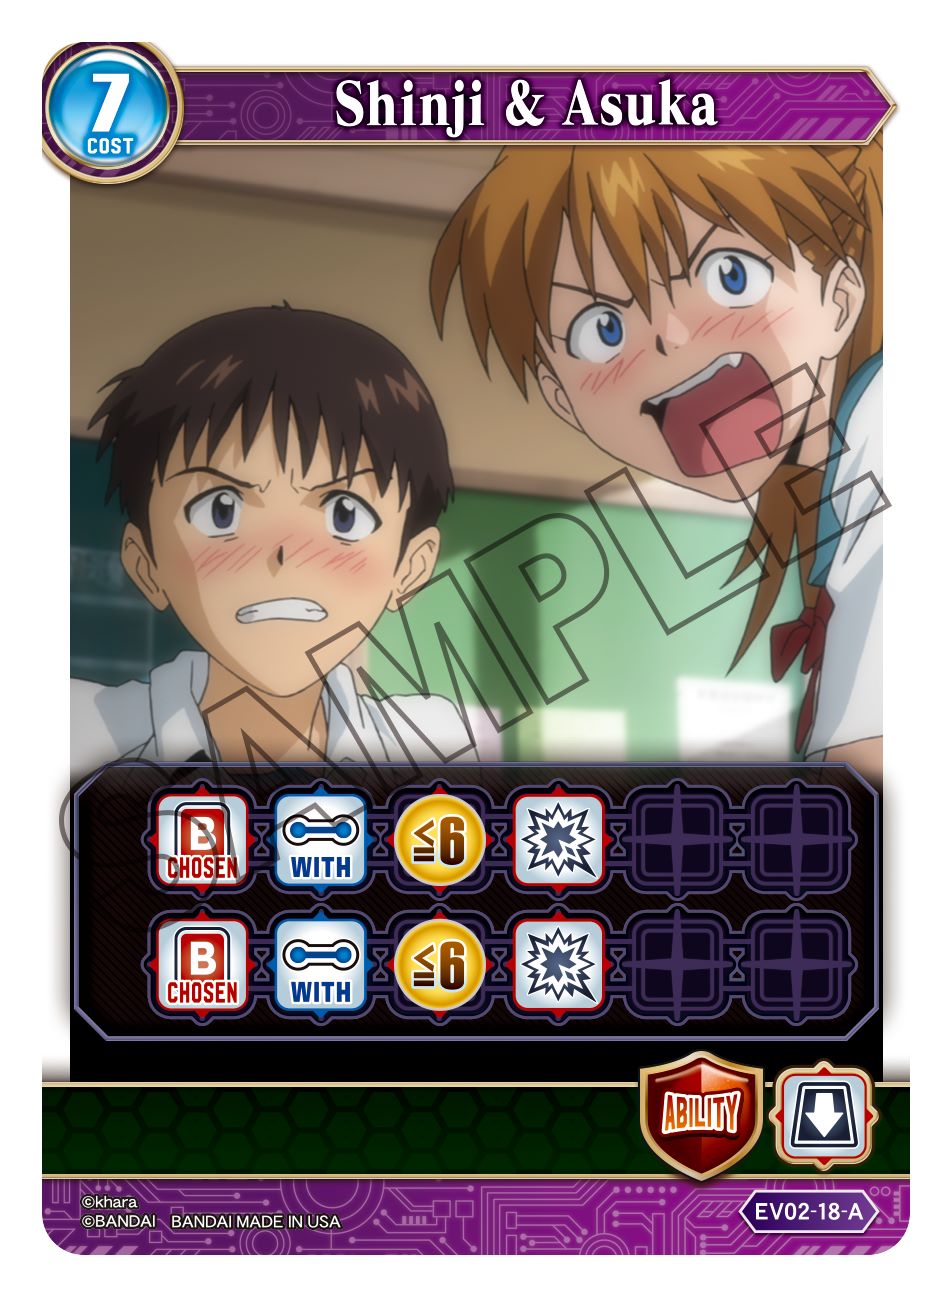 7
COST
Shinji & Asuka
SAMPLE
B
CHOSEN
WITH
≦6
B
CHOSEN
WITH
≦6
ABILITY
©khara
©BANDAI BANDAI MADE IN USA
EV02-18-A